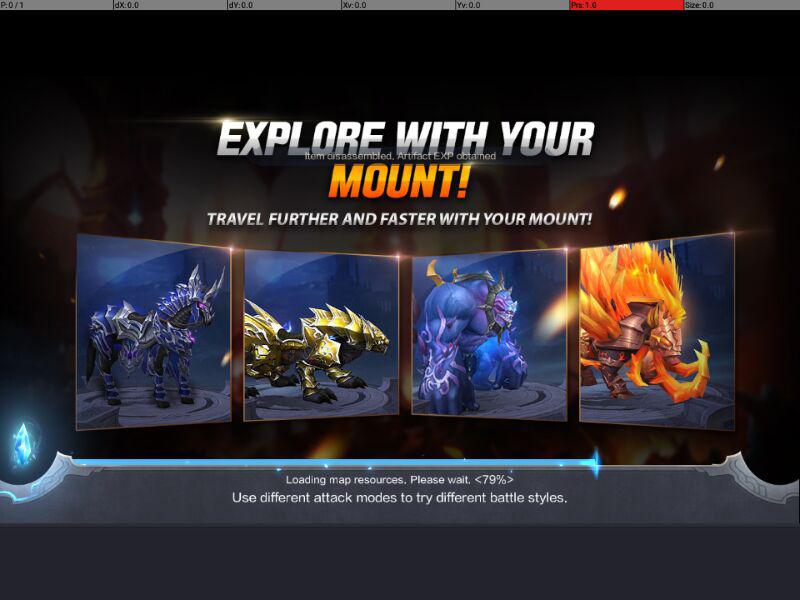 P: 0 / 1 dX: 0.0 dY: 0.0 Xv: 0.0 Yv: 0.0 Prs: 1.0 Size: 0.0
EXPLORE WITH YOUR
Item disassembled, Artifact EXP obtained
MOUNT!
TRAVEL FURTHER AND FASTER WITH YOUR MOUNT!
Loading map resources, Please wait. <79%>
Use different attack modes to try different battle styles.